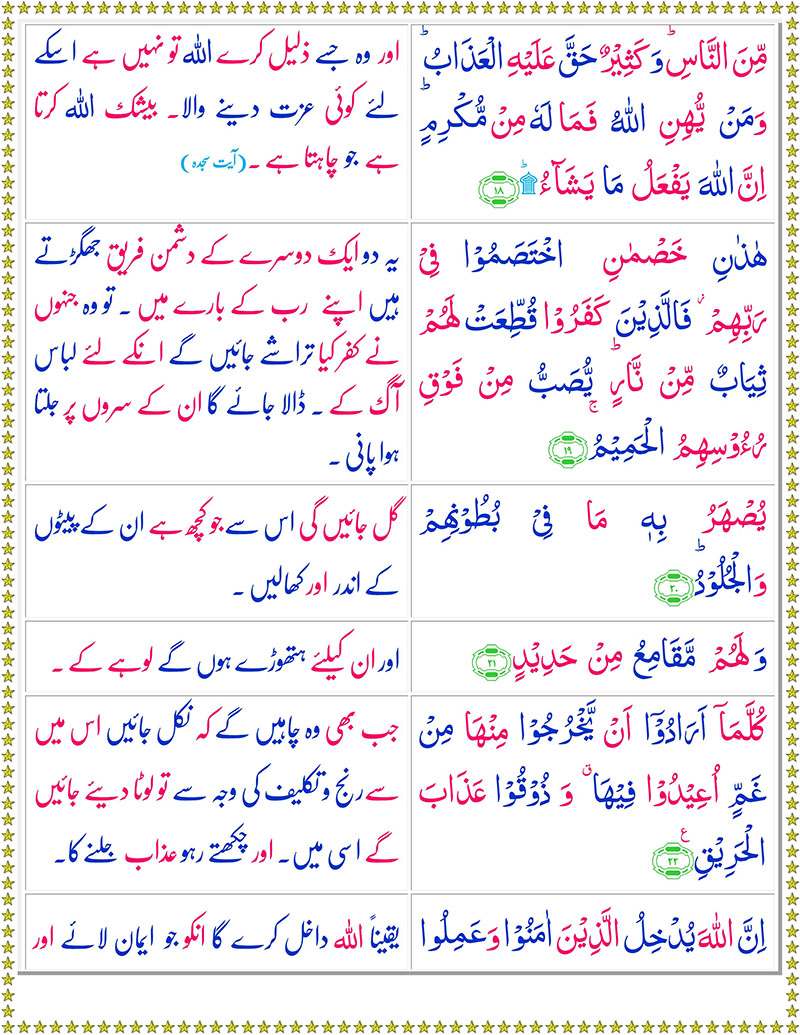 مِّنَ النَّاسِ ؕ وَكَثِيْرٌ حَقَّ عَلَيْهِ الْعَذَابُ ؕ
وَمَنْ يُّهِنِ اللّٰهُ فَمَا لَهٗ مِنْ مُّكْرِمٍ ؕ
اِنَّ اللّٰهَ يَفْعَلُ مَا يَشَآءُ ۩ؕ ۱۸
اور وہ جسے ذلیل کرے اللہ تو نہیں ہے اسکے
لئے کوئی عزت دینے والا۔ بیشک اللہ کرتا
ہے جو چاہتا ہے ۔ (آیت سجدہ)
هٰذٰنِ خَصْمٰنِ اخْتَصَمُوْا فِىْ
رَبِّهِمْ ۫ فَالَّذِيْنَ كَفَرُوْا قُطِّعَتْ لَهُمْ
ثِيَابٌ مِّنْ نَّارٍ ؕ يُّصَبُّ مِنْ فَوْقِ
رُءُوْسِهِمُ الْحَمِيْمُ ۚ ۱۹
یہ دو ایک دوسرے کے دشمن فریق جھگڑتے
ہیں اپنے رب کے بارے میں ۔ تو وہ جنہوں
نے کفر کیا تراشے جائیں گے انکے لئے لباس
آگ کے ۔ ڈالا جائے گا ان کے سروں پر جلتا
ہوا پانی ۔
يُصْهَرُ بِهٖ مَا فِىْ بُطُوْنِهِمْ
وَالْجُلُوْدُ ؕ ۲۰
گل جائیں گی اس سے جو کچھ ہے ان کے پیٹوں
کے اندر اور کھالیں ۔
وَلَهُمْ مَّقَامِعُ مِنْ حَدِيْدٍ ۲۱
اور ان کیلئے ہتھوڑے ہوں گے لوہے کے ۔
كُلَّمَآ اَرَادُوْٓا اَنْ يَّخْرُجُوْا مِنْهَا مِنْ
غَمٍّ اُعِيْدُوْا فِيْهَا ۗ وَ ذُوْقُوْا عَذَابَ
الْحَرِيْقِ ع ۲۲
جب بھی وہ چاہیں گے کہ نکل جائیں اس میں
سے رنج و تکلیف کی وجہ سے تو لوٹا دیئے جائیں
گے اسی میں۔ اور چکھتے رہو عذاب جلنے کا۔
اِنَّ اللّٰهَ يُدْخِلُ الَّذِيْنَ اٰمَنُوْا وَعَمِلُوا
یقیناً اللہ داخل کرے گا انکو جو ایمان لائے اور